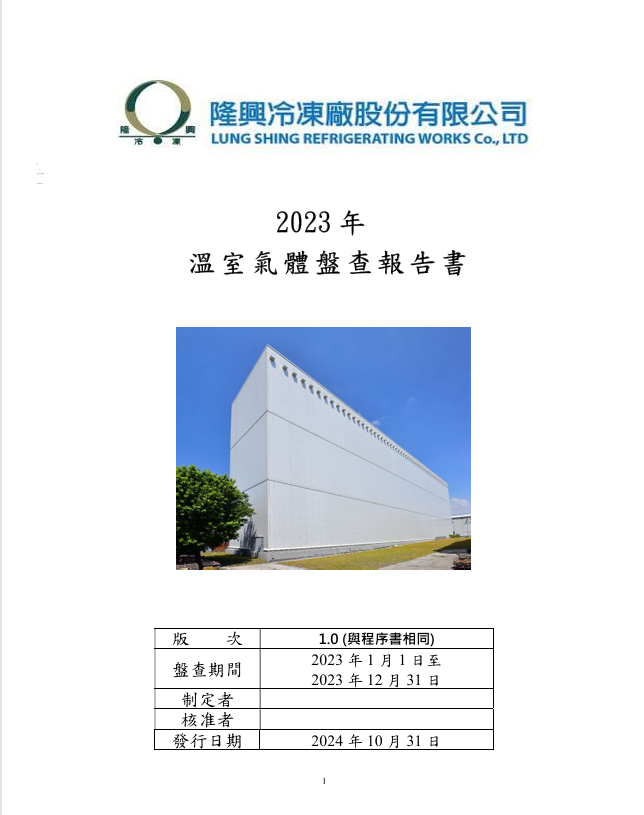 隆 興
冷 凍
隆興冷凍廠股份有限公司
LUNG SHING REFRIGERATING WORKS Co., LTD
2023 年
溫室氣體盤查報告書
版 次 1.0 (與程序書相同)
盤查期間 2023 年 1 月 1 日至
2023 年 12 月 31 日
制定者
核准者
發行日期 2024 年 10 月 31 日
I